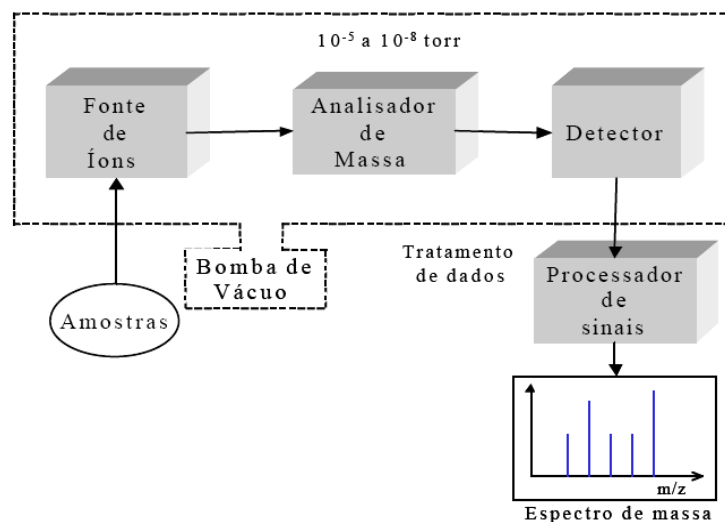 10⁻⁵ a 10⁻⁸ torr
Fonte
de
Íons
Analisador
de
Massa
Detector
Bomba de
Vácuo
Amostras
Tratamento
de dados
Processador
de
sinais
m/z
Espectro de massa